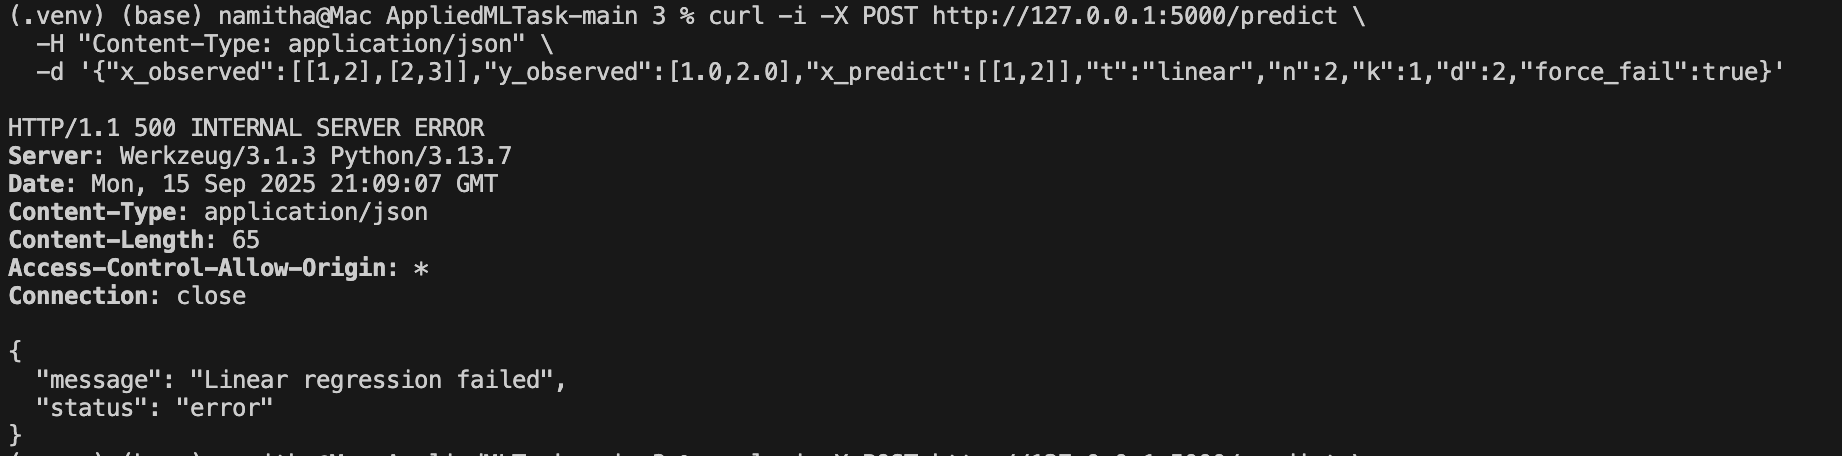 (.venv) (base) namitha@Mac AppliedMLTask-main 3 % curl -i -X POST http://127.0.0.1:5000/predict \
  -H "Content-Type: application/json" \
  -d '{"x_observed":[[1,2],[2,3]],"y_observed":[1.0,2.0],"x_predict":[[1,2]],"t":"linear","n":2,"k":1,"d":2,"force_fail":true}'
HTTP/1.1 500 INTERNAL SERVER ERROR
Server: Werkzeug/3.1.3 Python/3.13.7
Date: Mon, 15 Sep 2025 21:09:07 GMT
Content-Type: application/json
Content-Length: 65
Access-Control-Allow-Origin: *
Connection: close
{
  "message": "Linear regression failed",
  "status": "error"
}